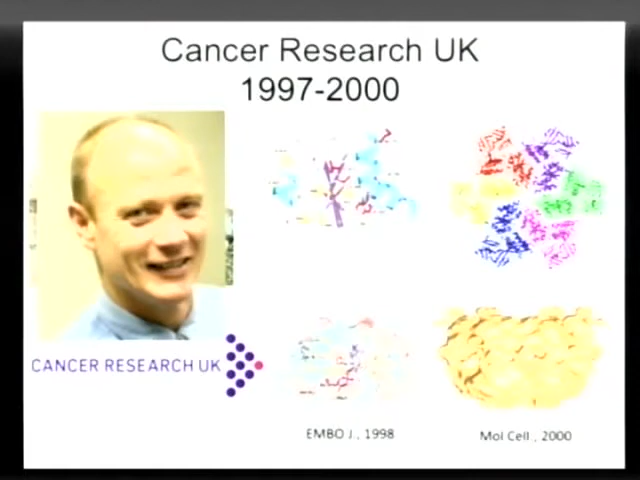 Cancer Research UK
1997-2000
CANCER RESEARCH UK
EMBO J., 1998
Mol Cell , 2000